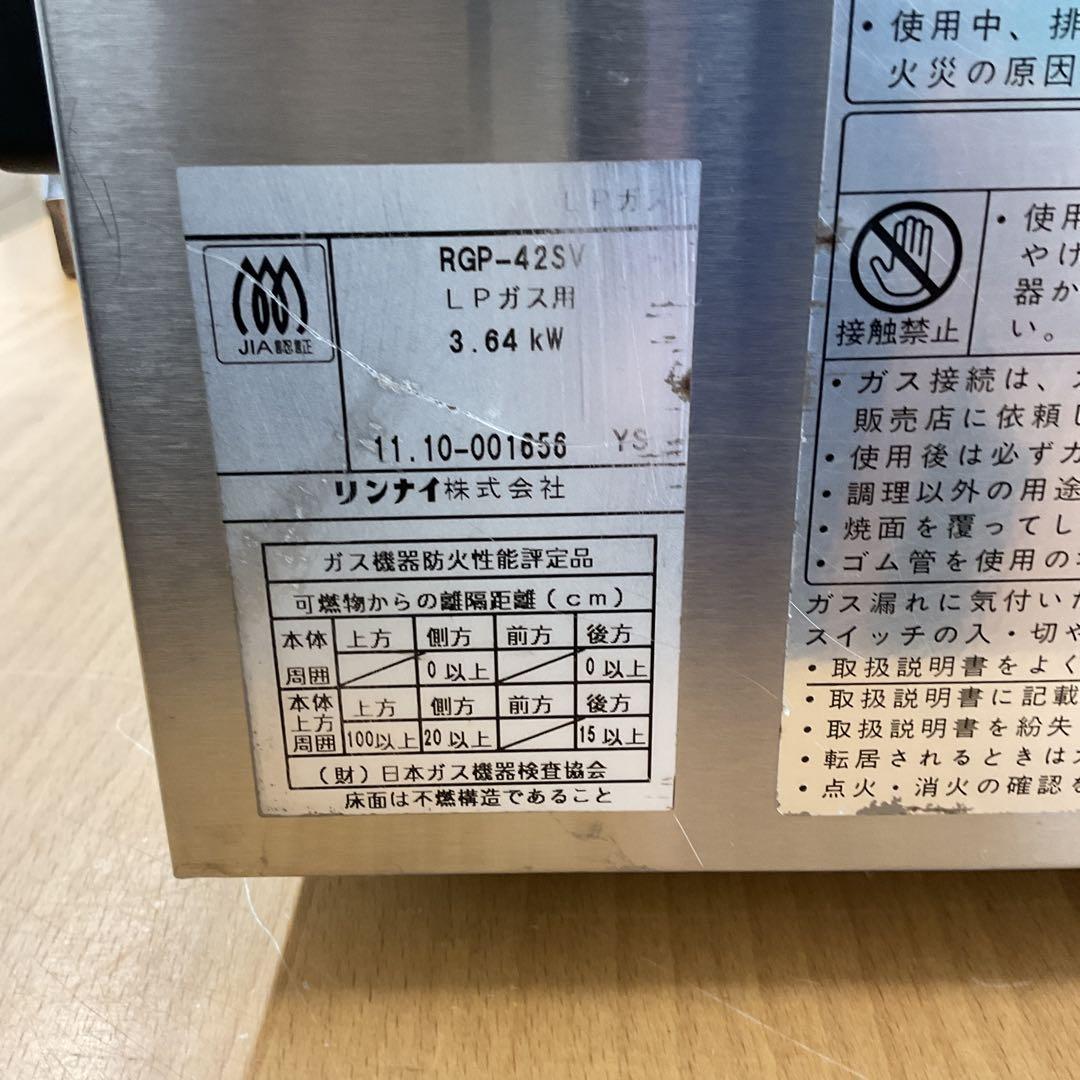 LPガス
JIA認証
RGP-42SV
LPガス用
3.64 kW
11.10-001656 YS
リンナイ株式会社
ガス機器防火性能評定品
可燃物からの離隔距離(cm)
本体 上方 側方 前方 後方
周囲 0以上 0以上
本体 上方 側方 前方 後方
上方
周囲 100以上 20以上 15以上
(財)日本ガス機器検査協会
床面は不燃構造であること
・使用中、排
火災の原因
接触禁止
・使用
やけ
器か
い。
・ガス接続は、
販売店に依頼し
・使用後は必ずガ
・調理以外の用途
・焼面を覆ってし
・ゴム管を使用の
ガス漏れに気付いた
スイッチの入・切や
・取扱説明書をよく
・取扱説明書に記載
・取扱説明書を紛失
・転居されるときは
・点火・消火の確認を